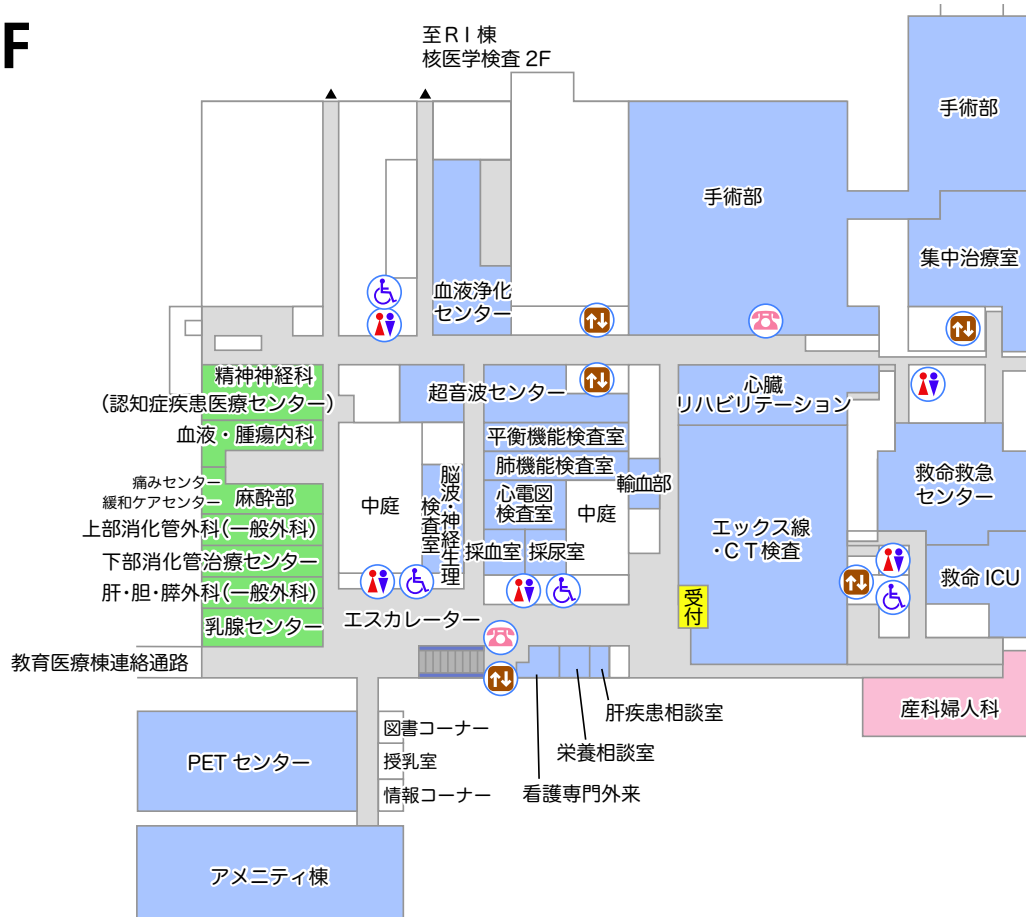 F
至RI棟
核医学検査2F
手術部
手術部
集中治療室
血液浄化
センター
精神神経科
(認知症疾患医療センター)
超音波センター
心臓
リハビリテーション
血液・腫瘍内科
平衡機能検査室
肺機能検査室
輸血部
救命救急
センター
痛みセンター
緩和ケアセンター
麻酔部
中庭
脳波・神経生理
検査室
心電図
検査室
中庭
エックス線
・CT検査
上部消化管外科(一般外科)
下部消化管治療センター
採血室
採尿室
救命ICU
肝・胆・膵外科(一般外科)
受付
乳腺センター
エスカレーター
教育医療棟連絡通路
肝疾患相談室
産科婦人科
図書コーナー
栄養相談室
PETセンター
授乳室
情報コーナー
看護専門外来
アメニティ棟